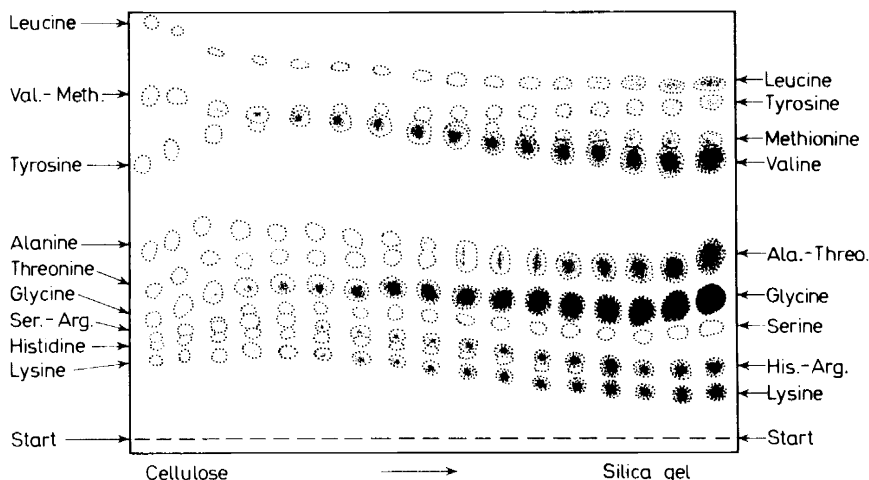 Leucine
Val.-Meth.
Tyrosine
Alanine
Threonine
Glycine
Ser.-Arg.
Histidine
Lysine
Start
Leucine
Tyrosine
Methionine
Valine
Ala.-Threo.
Glycine
Serine
His.-Arg.
Lysine
Start
Cellulose
Silica gel